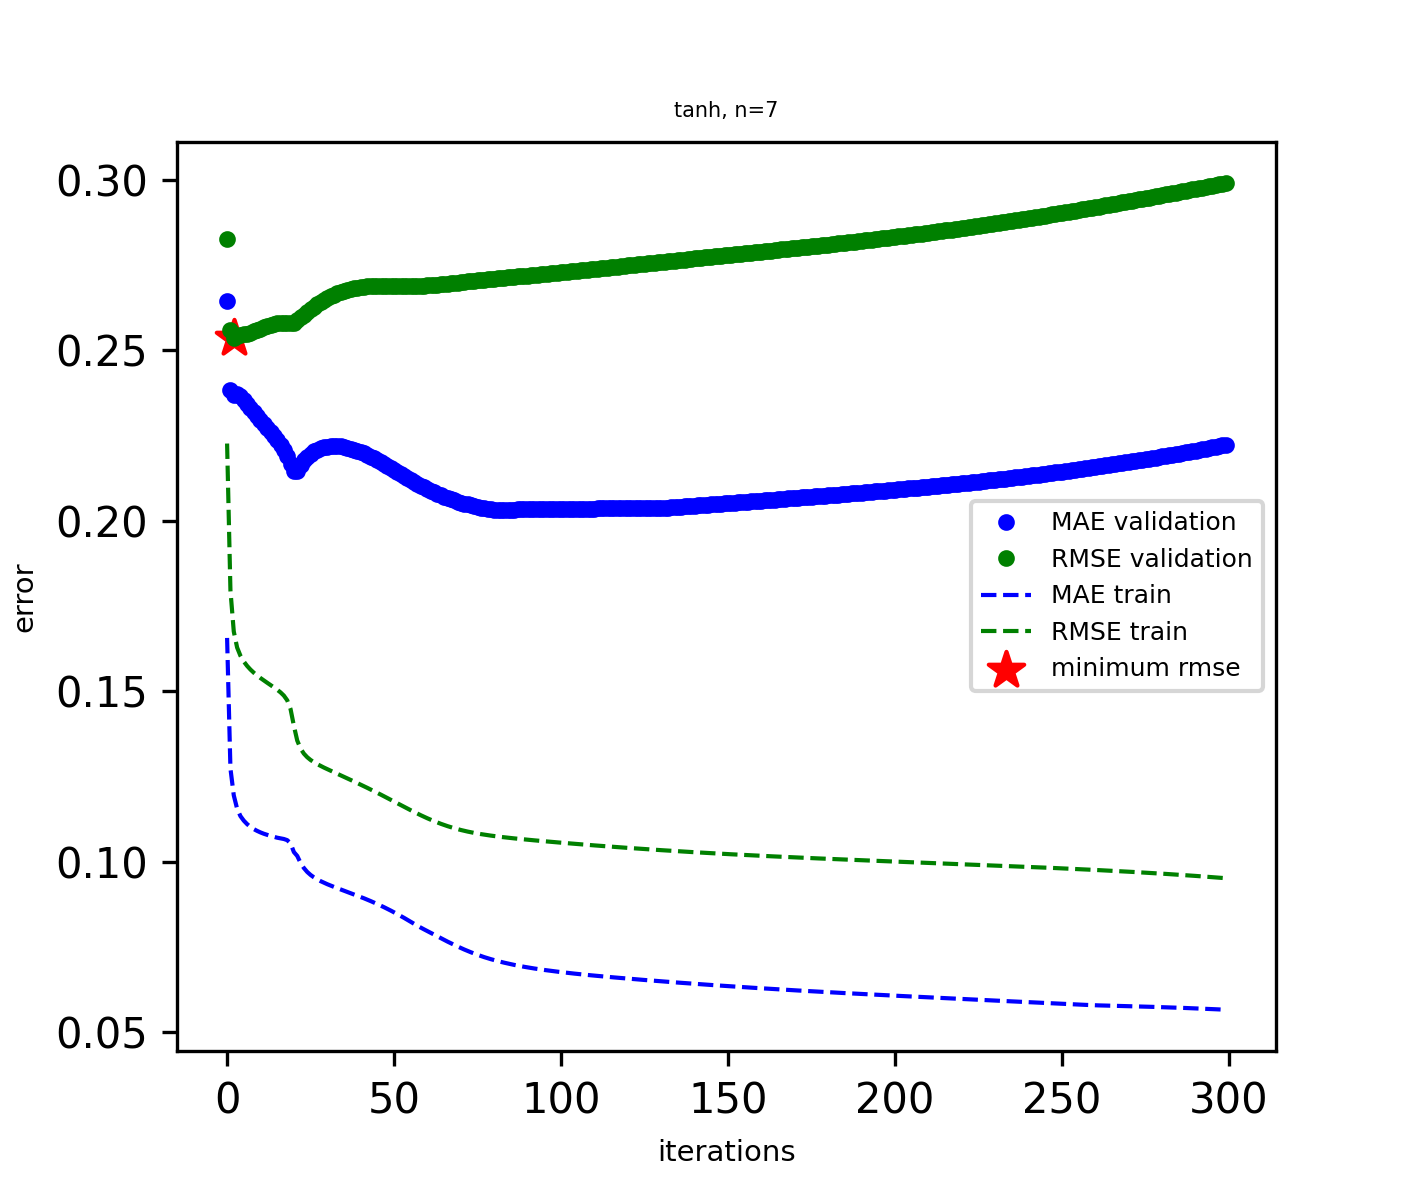 tanh, n=7
0.30
0.25
0.20
0.15
0.10
0.05
error
MAE validation
RMSE validation
MAE train
RMSE train
minimum rmse
0 50 100 150 200 250 300
iterations